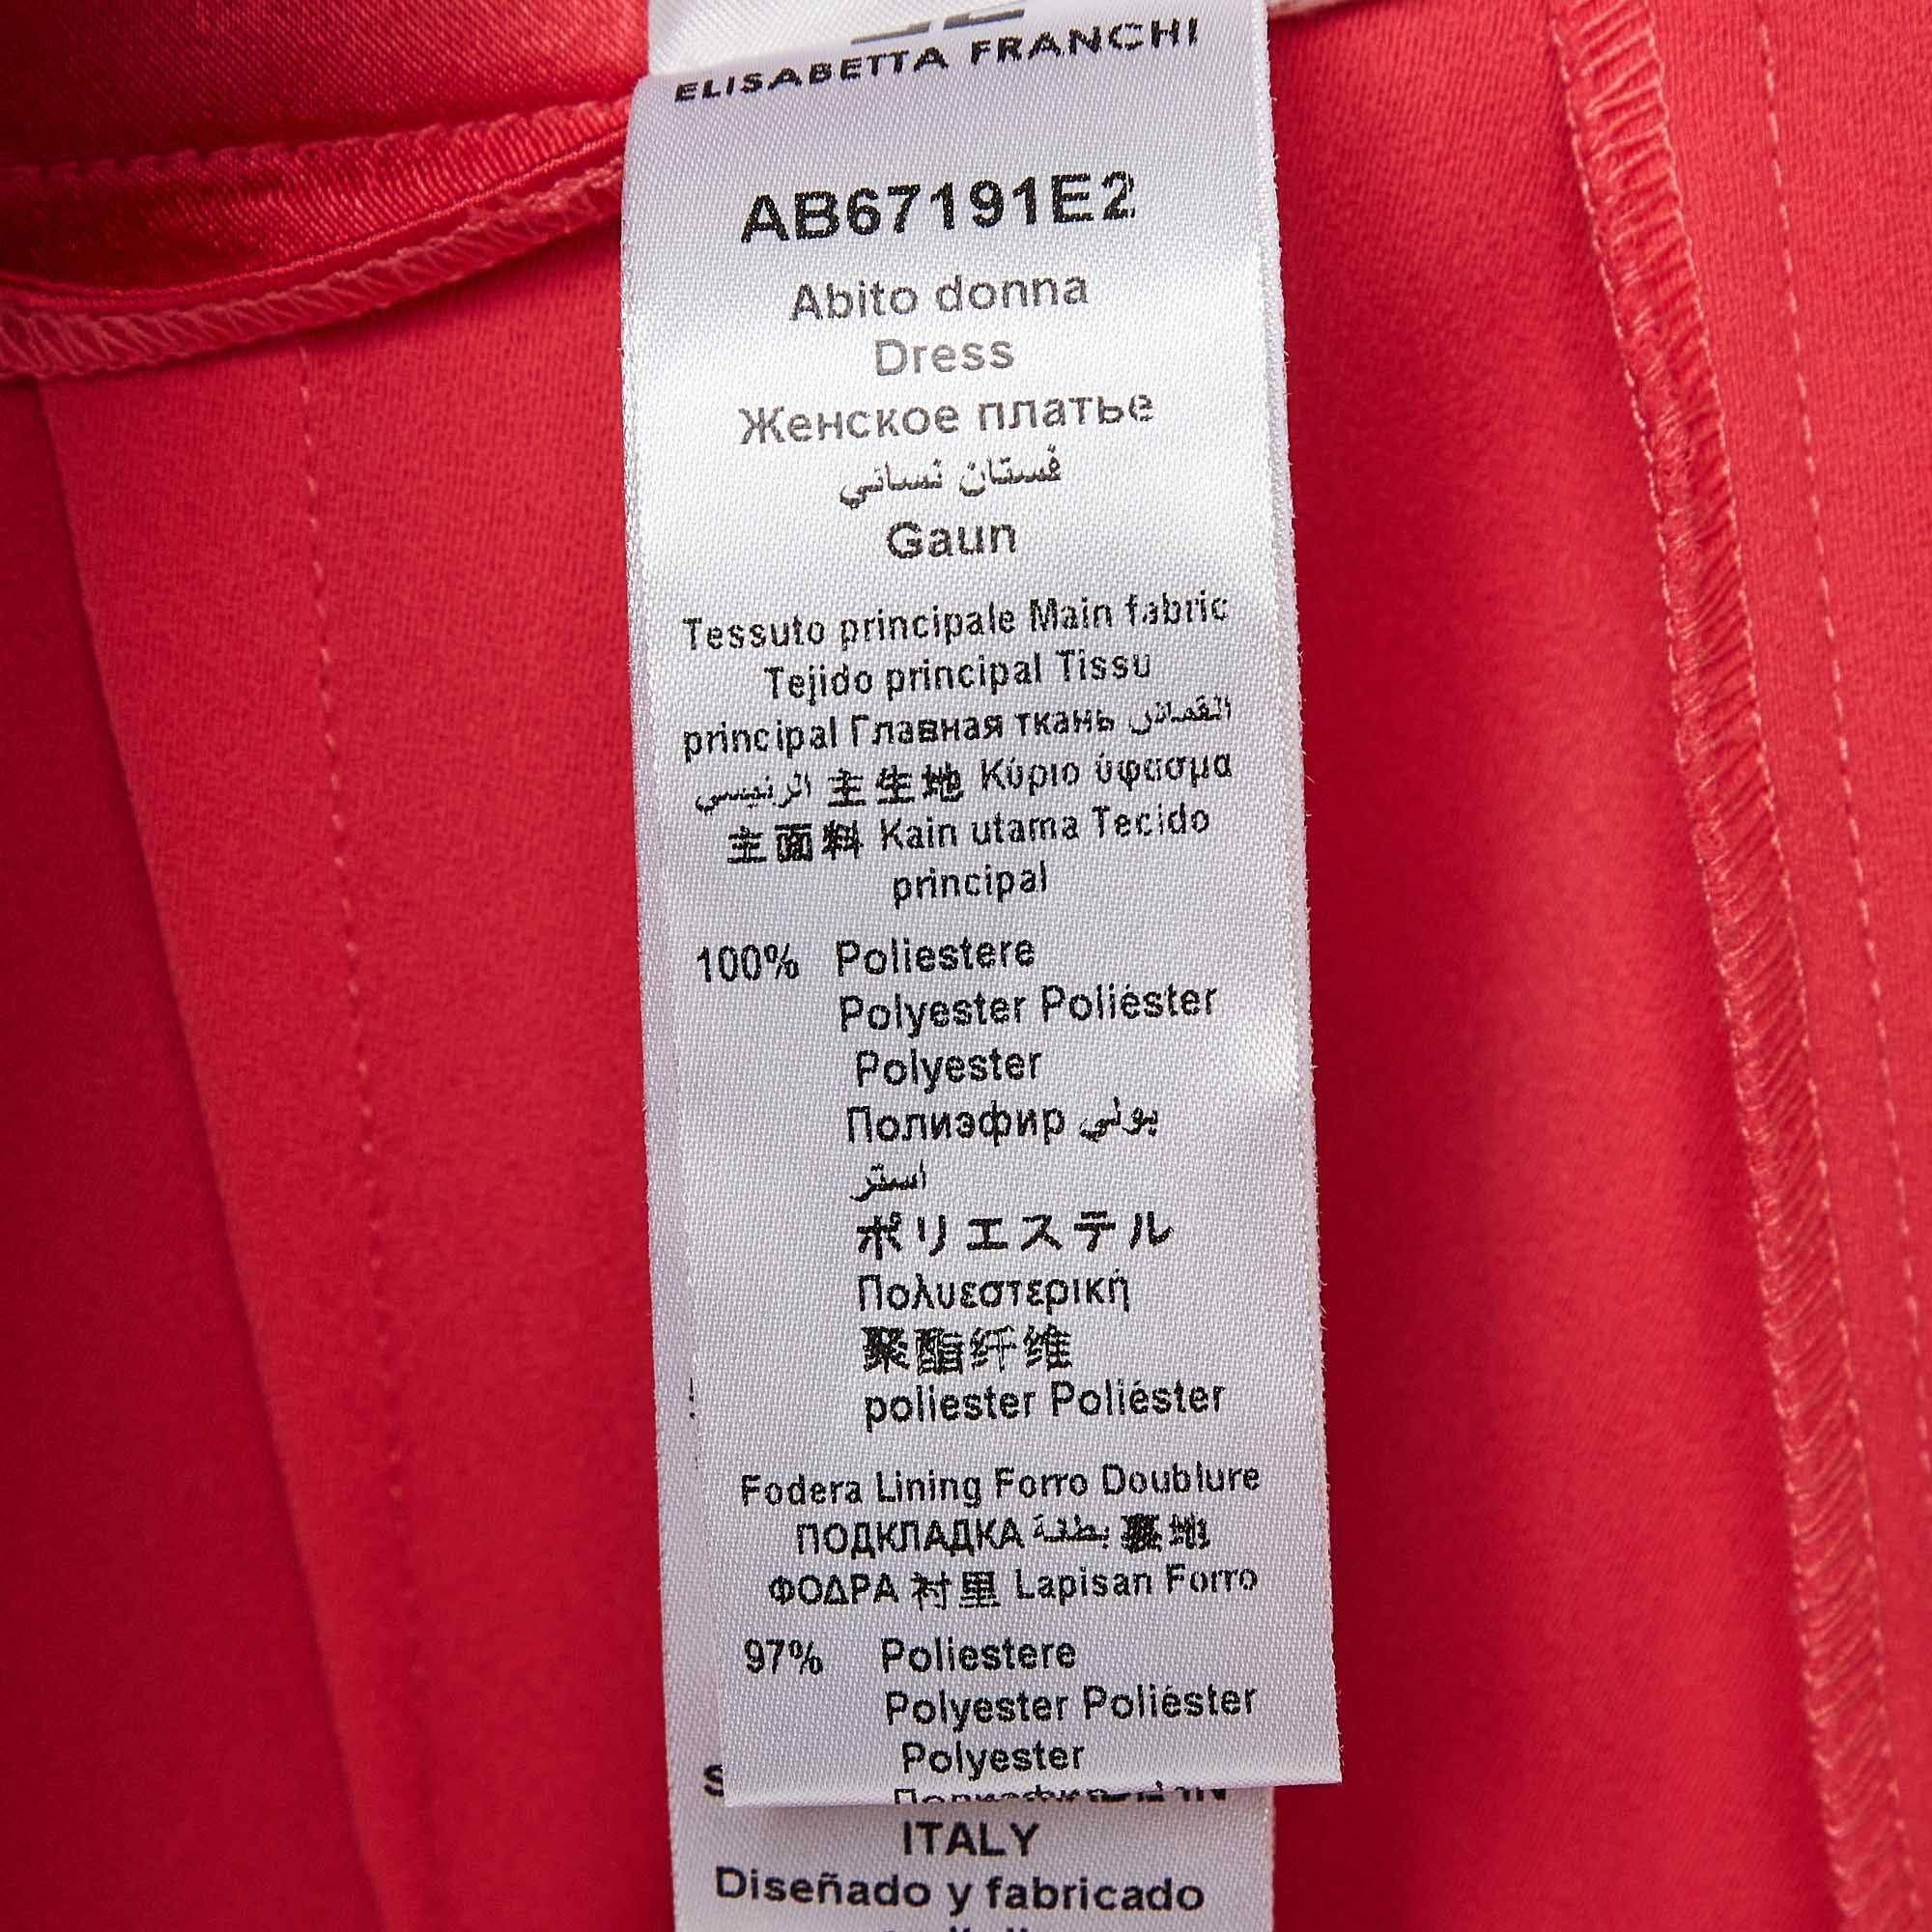 ELISABETTA FRANCHI
AB67191E2
Abito donna
Dress
Женское платье
فستان نسائي
Gaun
Tessuto principale Main fabric
Tejido principal Tissu
principal Главная ткань القماش
الرئيسي 主生地 Κύριο ύφασμα
主面料 Kain utama Tecido
principal
100% Poliestere
Polyester Poliéster
Polyester
Полиэфир بولي
استر
ポリエステル
Πολυεστερική
聚酯纤维
poliester Poliéster
Fodera Lining Forro Doublure
ПОДКЛАДКА بطانة 裏地
ΦΟΔΡΑ 衬里 Lapisan Forro
97% Poliestere
Polyester Poliéster
Polyester
ITALY
Diseñado y fabricado